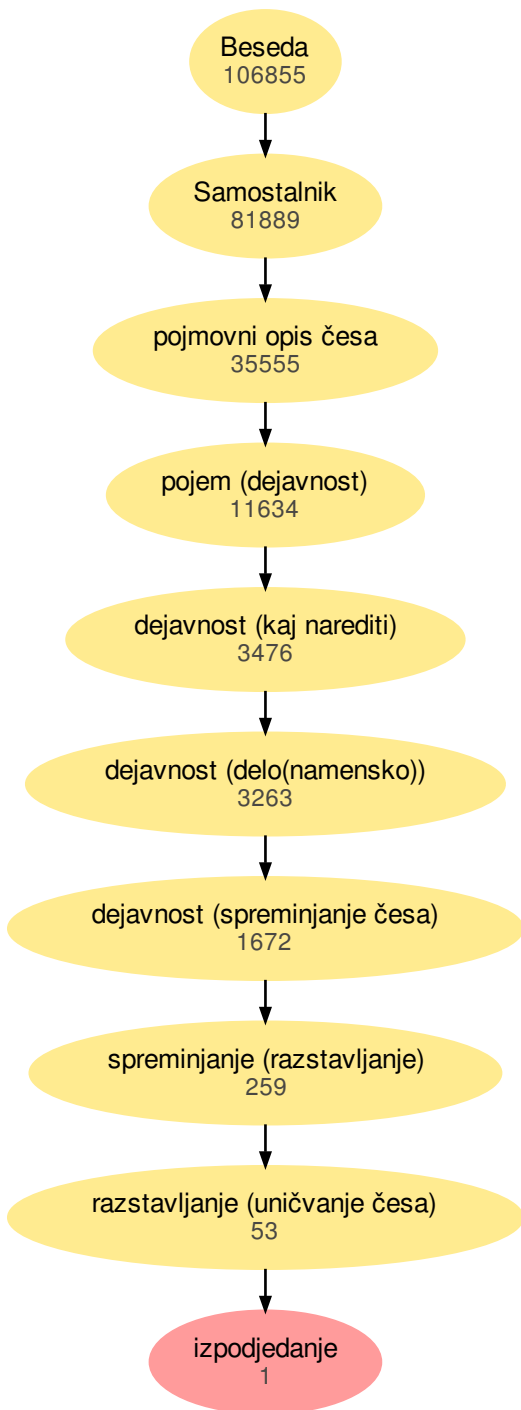 Beseda
106855
Samostalnik
81889
pojmovni opis česa
35555
pojem (dejavnost)
11634
dejavnost (kaj narediti)
3476
dejavnost (delo(namensko))
3263
dejavnost (spreminjanje česa)
1672
spreminjanje (razstavljanje)
259
razstavljanje (uničvanje česa)
53
izpodjedanje
1